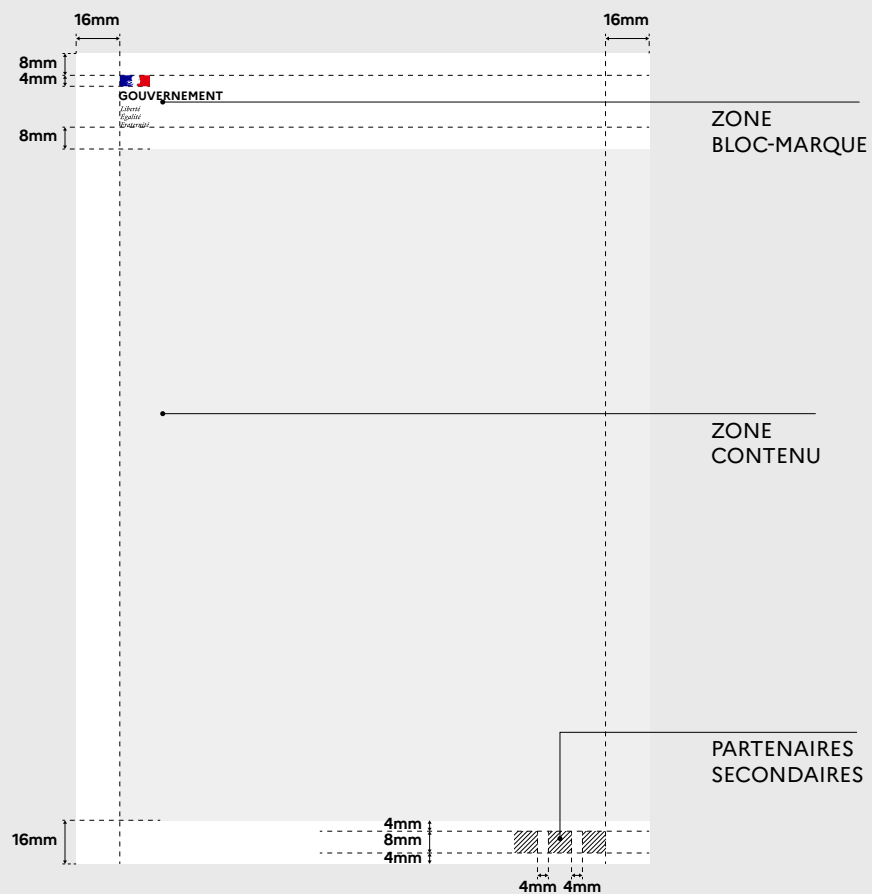 16mm
16mm
8mm
4mm
GOUVERNEMENT
Liberté
Égalité
Fraternité
8mm
ZONE
BLOC-MARQUE
ZONE
CONTENU
PARTENAIRES
SECONDAIRES
16mm
4mm
8mm
4mm
4mm
4mm